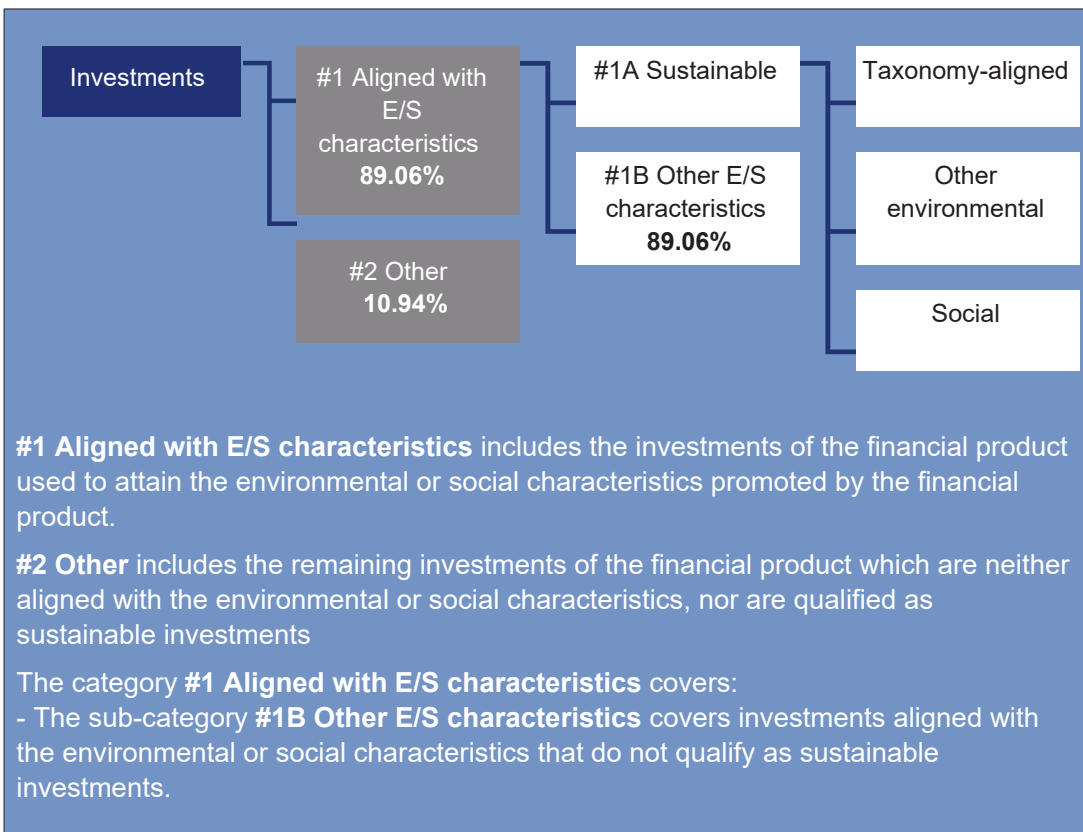 Investments
#1 Aligned with
E/S
characteristics
89.06%
#2 Other
10.94%
#1A Sustainable
#1B Other E/S
characteristics
89.06%
Taxonomy-aligned
Other
environmental
Social
#1 Aligned with E/S characteristics includes the investments of the financial product
used to attain the environmental or social characteristics promoted by the financial
product.
#2 Other includes the remaining investments of the financial product which are neither
aligned with the environmental or social characteristics, nor are qualified as
sustainable investments
The category #1 Aligned with E/S characteristics covers:
- The sub-category #1B Other E/S characteristics covers investments aligned with
the environmental or social characteristics that do not qualify as sustainable
investments.